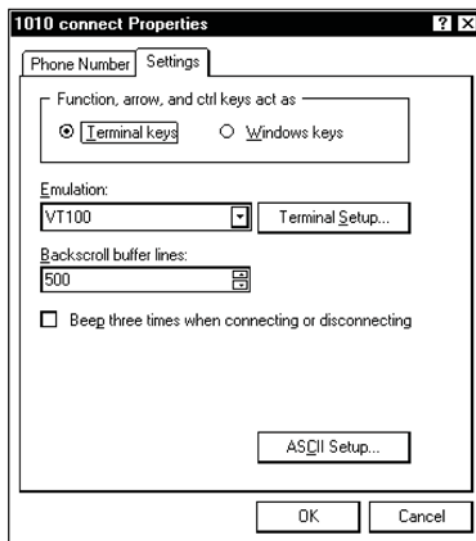 1010 connect Properties
Phone Number Settings
Function, arrow, and ctrl keys act as
Terminal keys Windows keys
Emulation:
VT100 Terminal Setup...
Backscroll buffer lines:
500
Beep three times when connecting or disconnecting
ASCII Setup...
OK Cancel